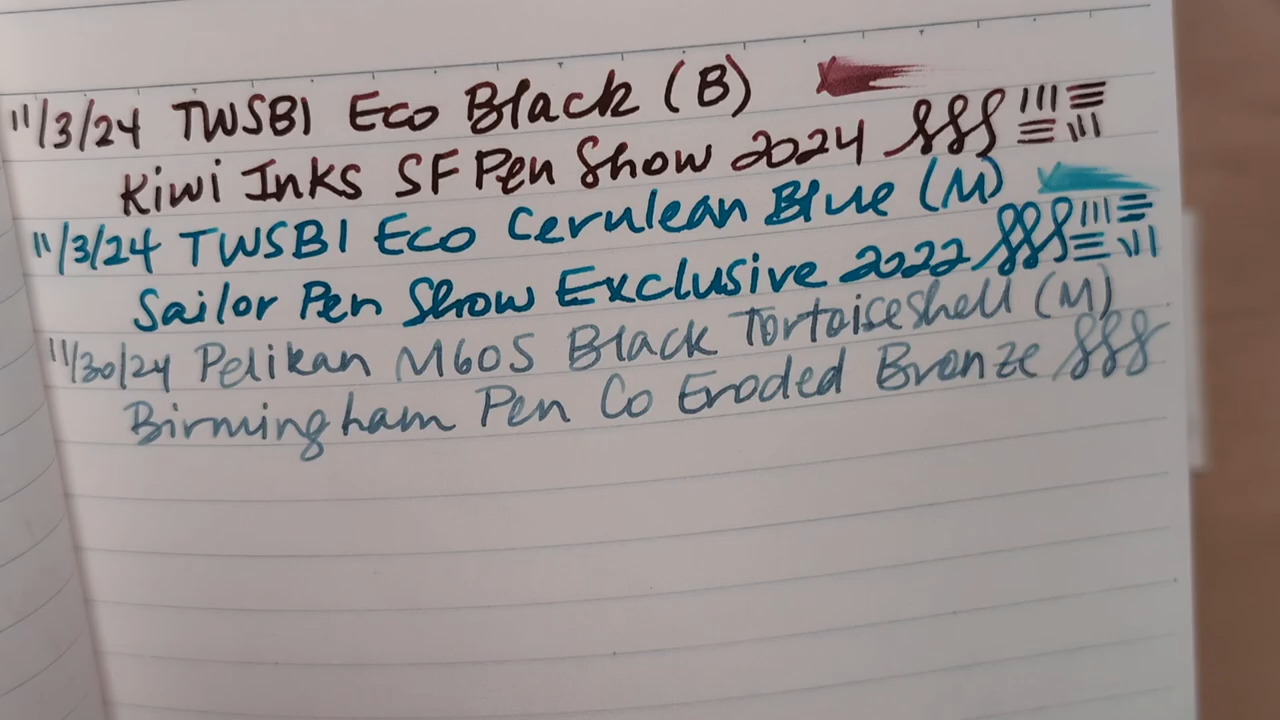 11/3/24 TWSBI Eco Black (B)
Kiwi Inks SF Pen Show 2024
11/3/24 TWSBI Eco Cerulean Blue (M)
Sailor Pen Show Exclusive 2022
11/30/24 Pelikan M605 Black Tortoiseshell (M)
Birmingham Pen Co Eroded Bronze